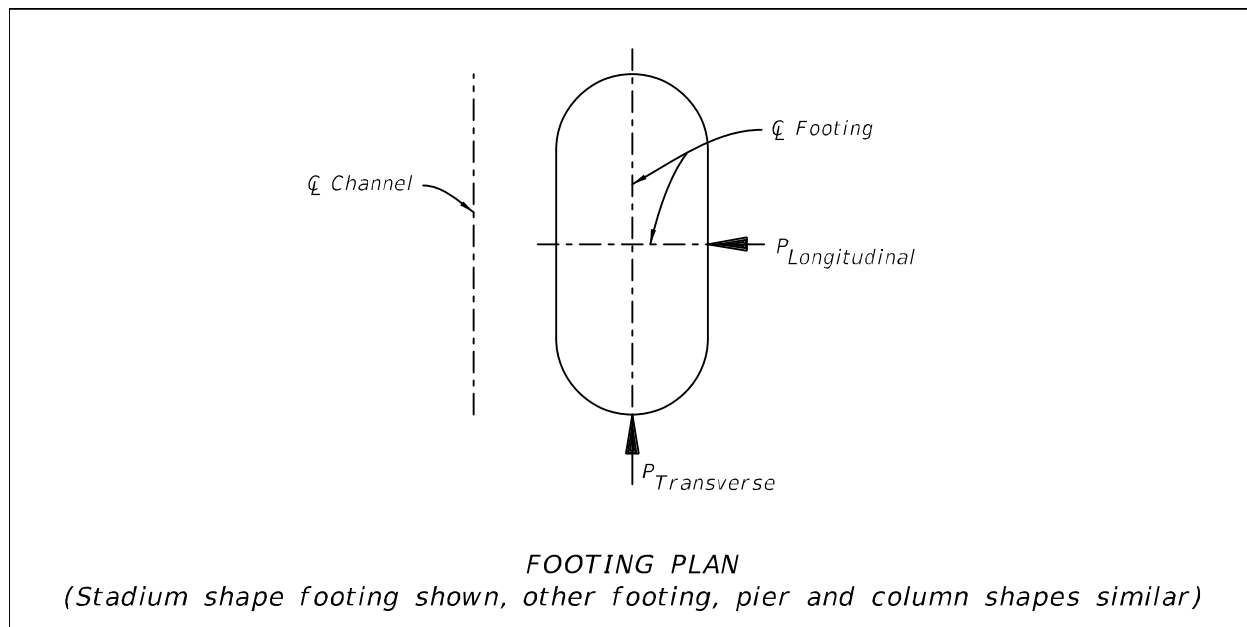 ℄ Footing
℄ Channel
P Longitudinal
P Transverse
FOOTING PLAN
(Stadium shape footing shown, other footing, pier and column shapes similar)